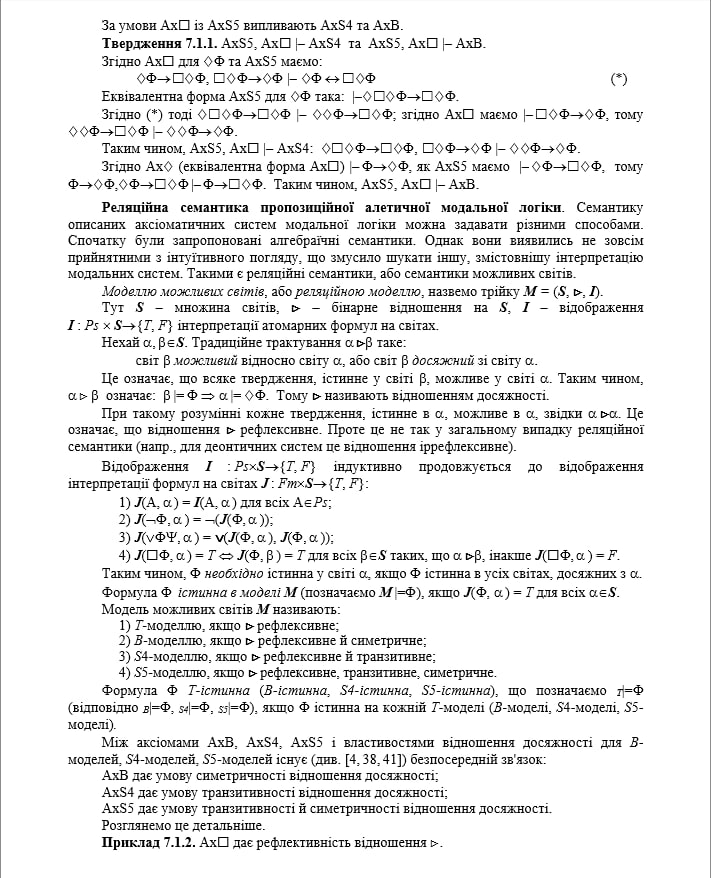 За умови Ax□ із AxS5 випливають AxS4 та AxB.
Твердження 7.1.1. AxS5, Ax□ |– AxS4 та AxS5, Ax□ |– AxB.
Згідно Ax□ для ◊Φ та AxS5 маємо:
◊Φ→□◊Φ, □◊Φ→◊Φ |– ◊Φ↔□◊Φ (*)
Еквівалентна форма AxS5 для ◊Φ така: |–◊□◊Φ→□◊Φ.
Згідно (*) тоді ◊□◊Φ→□◊Φ |– ◊◊Φ→□◊Φ; згідно Ax□ маємо |–□◊Φ→◊Φ, тому
◊◊Φ→□◊Φ |– ◊◊Φ→◊Φ.
Таким чином, AxS5, Ax□ |– AxS4: ◊□◊Φ→□◊Φ, □◊Φ→◊Φ |– ◊◊Φ→◊Φ.
Згідно Ax◊ (еквівалентна форма Ax□) |–Φ→◊Φ, як AxS5 маємо |–◊Φ→□◊Φ, тому
Φ→◊Φ,◊Φ→□◊Φ |–Φ→□◊Φ. Таким чином, AxS5, Ax□ |– AxB.
Реляційна семантика пропозиційної алетичної модальної логіки. Семантику
описаних аксіоматичних систем модальної логіки можна задавати різними способами.
Спочатку були запропоновані алгебраїчні семантики. Однак вони виявились не зовсім
прийнятними з інтуїтивного погляду, що змусило шукати іншу, змістовнішу інтерпретацію
модальних систем. Такими є реляційні семантики, або семантики можливих світів.
Моделлю можливих світів, або реляційною моделлю, назвемо трійку M = (S, ⊳, I).
Тут S – множина світів, ⊳ – бінарне відношення на S, I – відображення
I : Ps × S→{T, F} інтерпретації атомарних формул на світах.
Нехай α, β∈S. Традиційне трактування α⊳β таке:
світ β можливий відносно світу α, або світ β досяжний зі світу α.
Це означає, що всяке твердження, істинне у світі β, можливе у світі α. Таким чином,
α⊳β означає: β |= Φ ⇒ α |= ◊Φ. Тому ⊳ називають відношенням досяжності.
При такому розумінні кожне твердження, істинне в α, можливе в α, звідки α⊳α. Це
означає, що відношення ⊳ рефлексивне. Проте це не так у загальному випадку реляційної
семантики (напр., для деонтичних систем це відношення іррефлексивне).
Відображення I : Ps×S→{T, F} індуктивно продовжується до відображення
інтерпретації формул на світах J : Fm×S→{T, F}:
1) J(A, α) = I(A, α) для всіх A∈Ps;
2) J(¬Φ, α) = ¬(J(Φ, α));
3) J(∨ΦΨ, α) = ∨(J(Φ, α), J(Φ, α));
4) J(□Φ, α) = T ⇔ J(Φ, β) = T для всіх β∈S таких, що α⊳β, інакше J(□Φ, α) = F.
Таким чином, Φ необхідно істинна у світі α, якщо Φ істинна в усіх світах, досяжних з α.
Формула Φ істинна в моделі M (позначаємо M |=Φ), якщо J(Φ, α) = T для всіх α∈S.
Модель можливих світів M називають:
1) T-моделлю, якщо ⊳ рефлексивне;
2) B-моделлю, якщо ⊳ рефлексивне й симетричне;
3) S4-моделлю, якщо ⊳ рефлексивне й транзитивне;
4) S5-моделлю, якщо ⊳ рефлексивне, транзитивне, симетричне.
Формула Φ T-істинна (B-істинна, S4-істинна, S5-істинна), що позначаємо T|=Φ
(відповідно B|=Φ, S4|=Φ, S5|=Φ), якщо Φ істинна на кожній T-моделі (B-моделі, S4-моделі, S5-
моделі).
Між аксіомами AxB, AxS4, AxS5 і властивостями відношення досяжності для B-
моделей, S4-моделей, S5-моделей існує (див. [4, 38, 41]) безпосередній зв'язок:
AxB дає умову симетричності відношення досяжності;
AxS4 дає умову транзитивності відношення досяжності;
AxS5 дає умову транзитивності й симетричності відношення досяжності.
Розглянемо це детальніше.
Приклад 7.1.2. Ax□ дає рефлективність відношення ⊳.